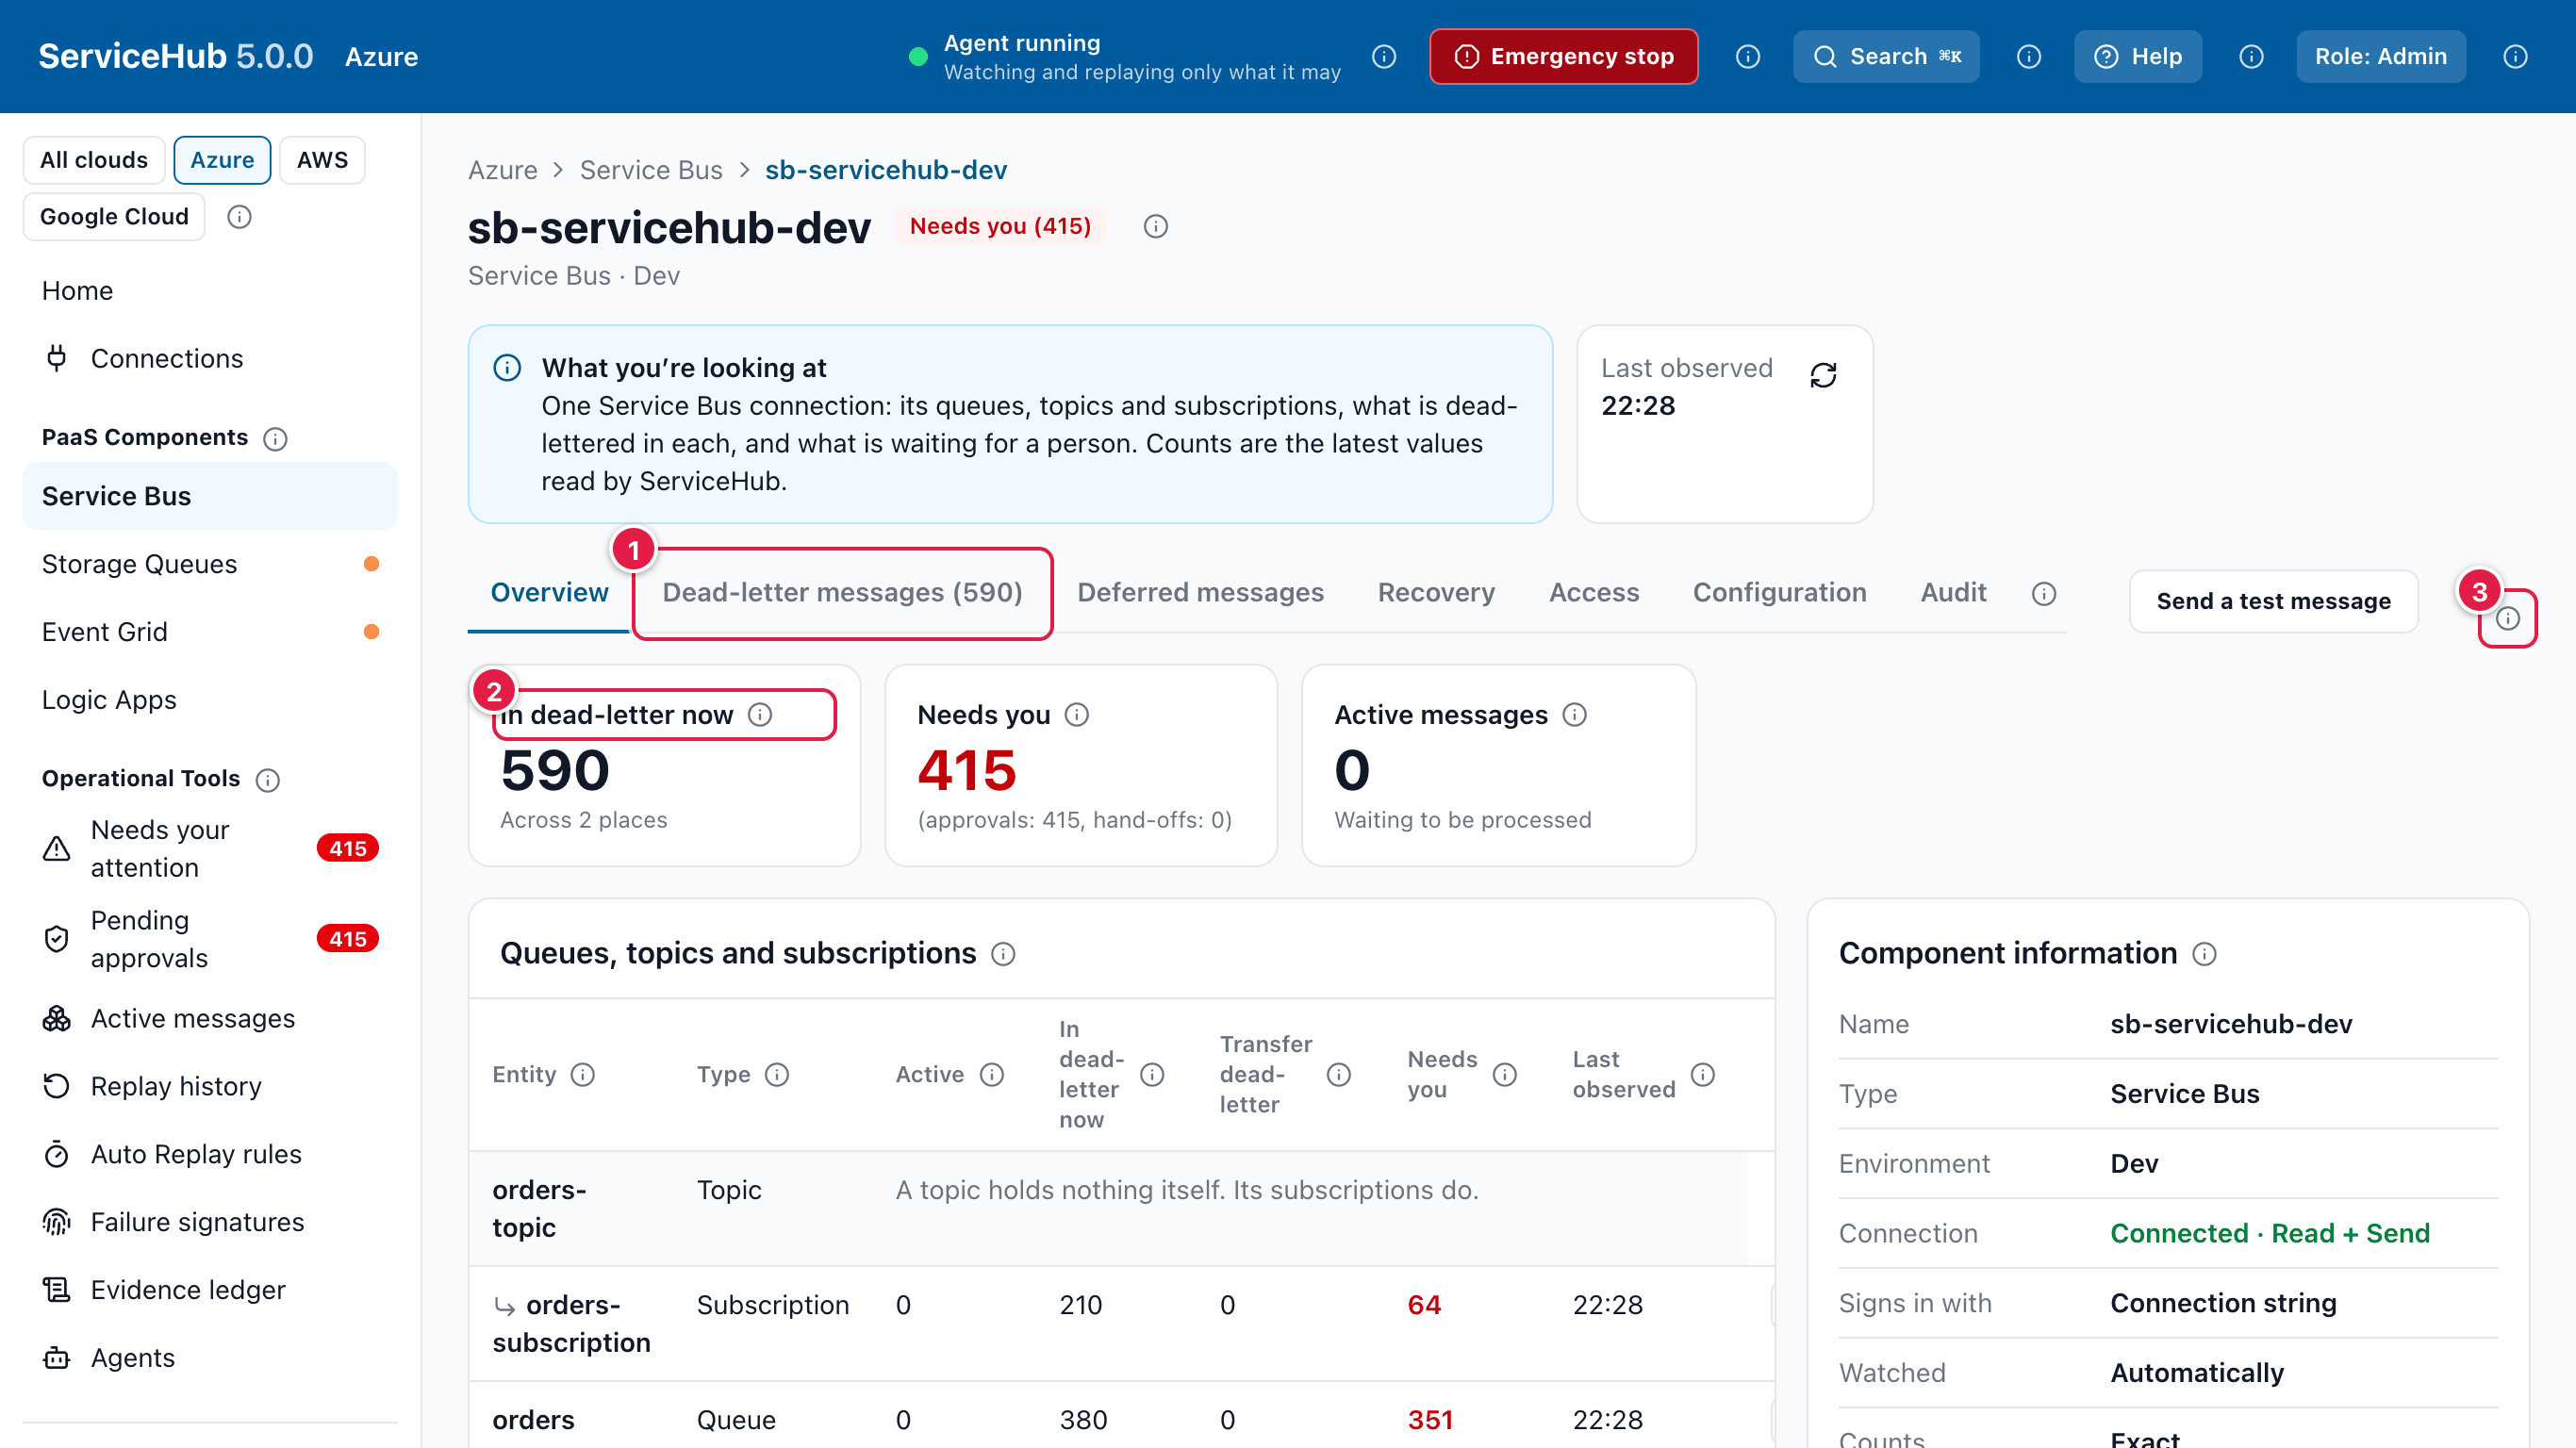 ServiceHub 5.0.0 Azure
Agent running
Watching and replaying only what it may
Emergency stop
Search ⌘K
Help
Role: Admin
All clouds
Azure
AWS
Google Cloud
Home
Connections
PaaS Components
Service Bus
Storage Queues
Event Grid
Logic Apps
Operational Tools
Needs your
attention
415
Pending
approvals
415
Active messages
Replay history
Auto Replay rules
Failure signatures
Evidence ledger
Agents
Azure > Service Bus > sb-servicehub-dev
sb-servicehub-dev
Needs you (415)
Service Bus · Dev
What you’re looking at
One Service Bus connection: its queues, topics and subscriptions, what is dead-
lettered in each, and what is waiting for a person. Counts are the latest values
read by ServiceHub.
Last observed
22:28
1
Overview
Dead-letter messages (590)
Deferred messages
Recovery
Access
Configuration
Audit
Send a test message
3
2
In dead-letter now
590
Across 2 places
Needs you
415
(approvals: 415, hand-offs: 0)
Active messages
0
Waiting to be processed
Queues, topics and subscriptions
Entity
Type
Active
In
dead-
letter
now
Transfer
dead-
letter
Needs
you
Last
observed
orders-
topic
Topic
A topic holds nothing itself. Its subscriptions do.
orders-
subscription
Subscription
0
210
0
64
22:28
orders
Queue
0
380
0
351
22:28
Component information
Name
sb-servicehub-dev
Type
Service Bus
Environment
Dev
Connection
Connected · Read + Send
Signs in with
Connection string
Watched
Automatically
Counts
Exact